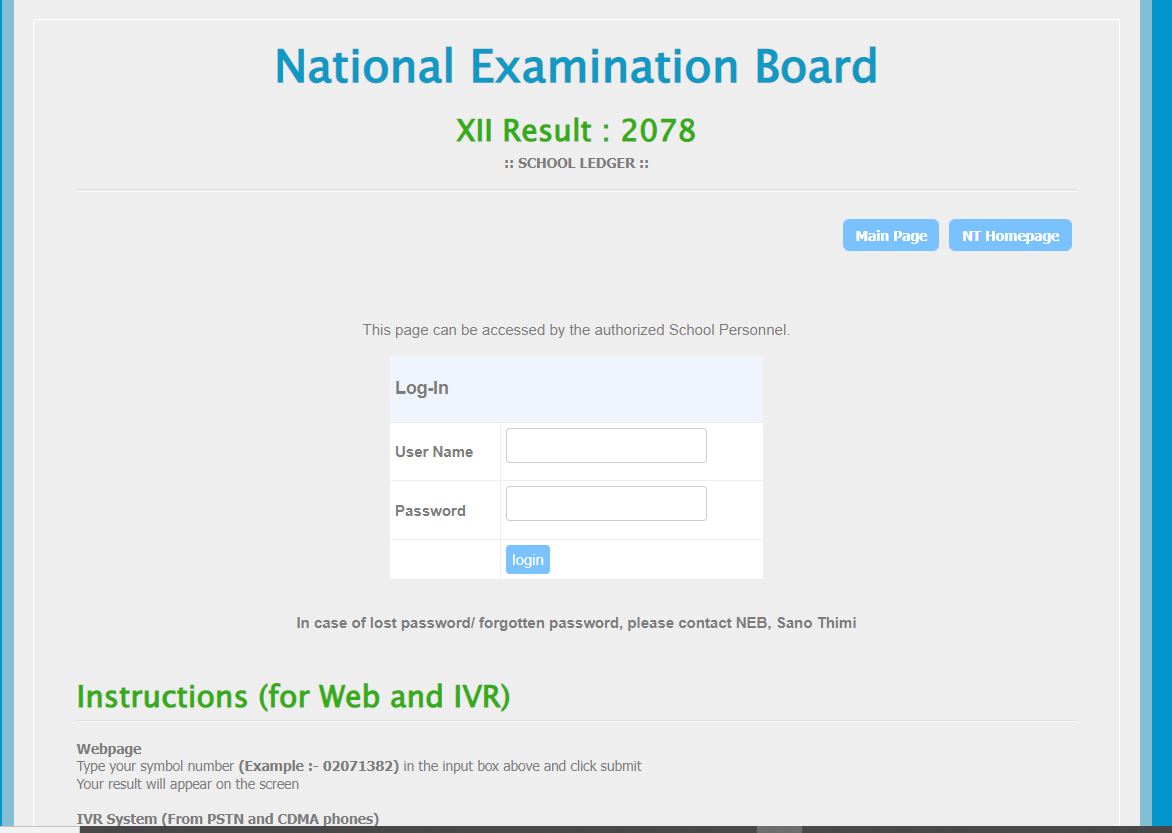 National Examination Board
XII Result : 2078
:: SCHOOL LEDGER ::
Main Page NT Homepage
This page can be accessed by the authorized School Personnel.
Log-In
User Name
Password
login
In case of lost password/ forgotten password, please contact NEB, Sano Thimi
Instructions (for Web and IVR)
Webpage
Type your symbol number (Example :- 02071382) in the input box above and click submit
Your result will appear on the screen
IVR System (From PSTN and CDMA phones)